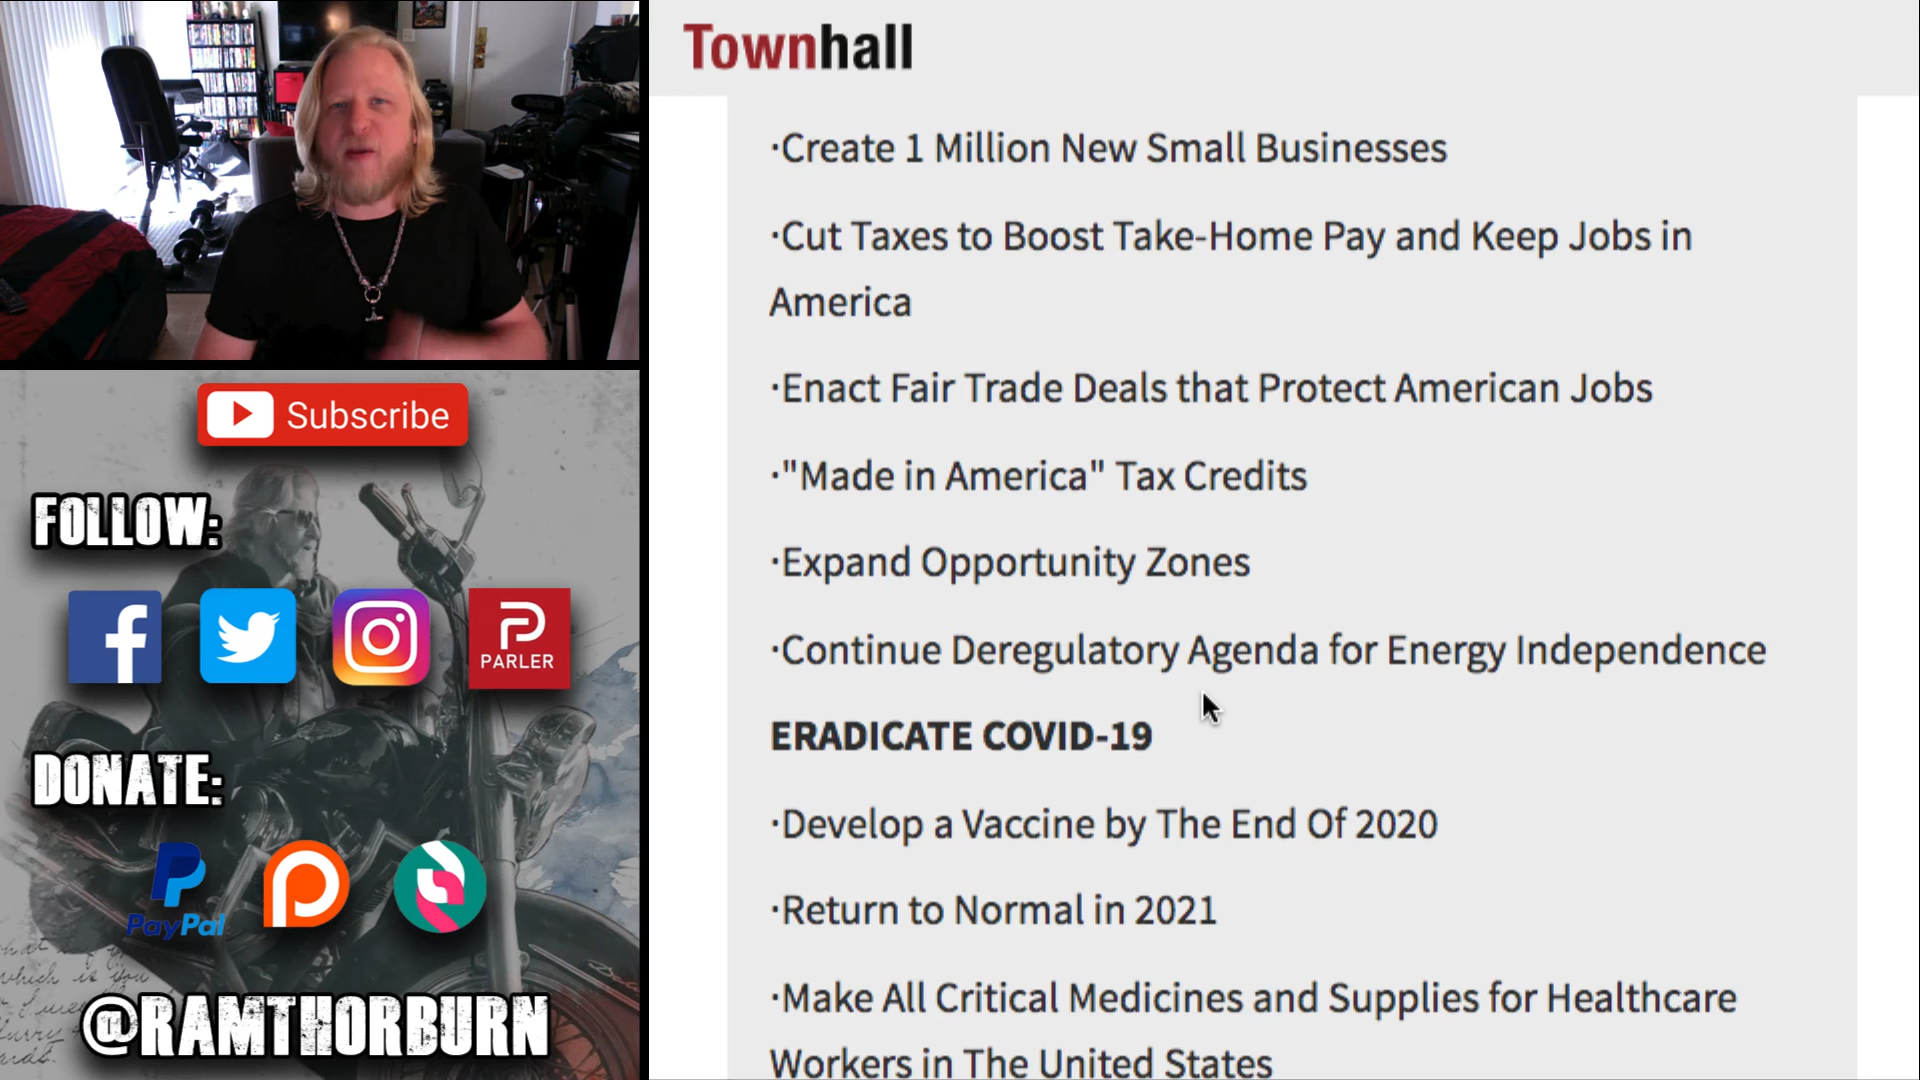 Townhall
·Create 1 Million New Small Businesses
·Cut Taxes to Boost Take-Home Pay and Keep Jobs in
America
·Enact Fair Trade Deals that Protect American Jobs
·"Made in America" Tax Credits
·Expand Opportunity Zones
·Continue Deregulatory Agenda for Energy Independence
ERADICATE COVID-19
·Develop a Vaccine by The End Of 2020
·Return to Normal in 2021
·Make All Critical Medicines and Supplies for Healthcare
Workers in The United States
Subscribe
FOLLOW:
PARLER
DONATE:
PayPal
which is you
@RAMTHORBURN